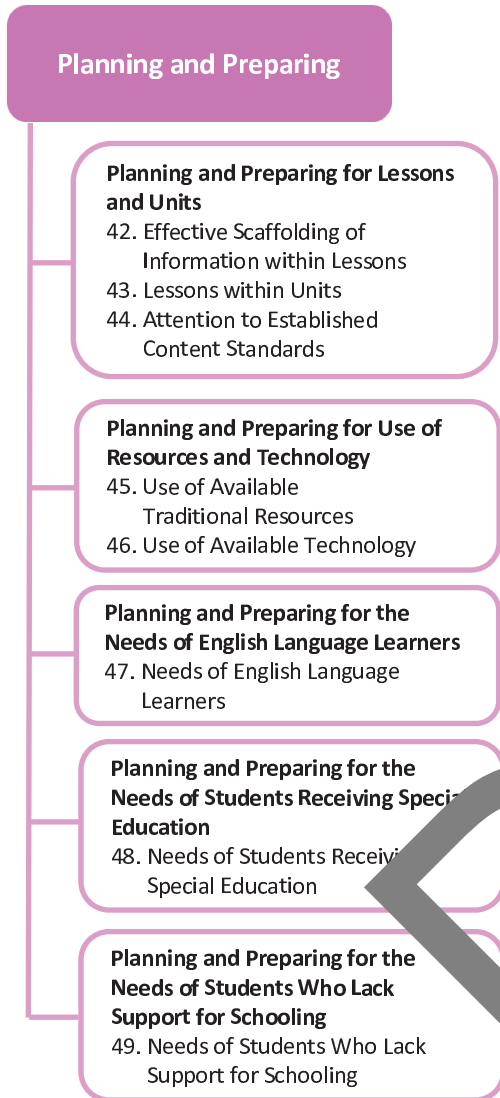 Planning and Preparing
Planning and Preparing for Lessons
and Units
42. Effective Scaffolding of
Information within Lessons
43. Lessons within Units
44. Attention to Established
Content Standards
Planning and Preparing for Use of
Resources and Technology
45. Use of Available
Traditional Resources
46. Use of Available Technology
Planning and Preparing for the
Needs of English Language Learners
47. Needs of English Language
Learners
Planning and Preparing for the
Needs of Students Receiving
Education
48. Needs of Students
Special Education
Planning and Preparing for the
Needs of Students Who Lack
Support for Schooling
49. Needs of Students Who Lack
Support for Schooling